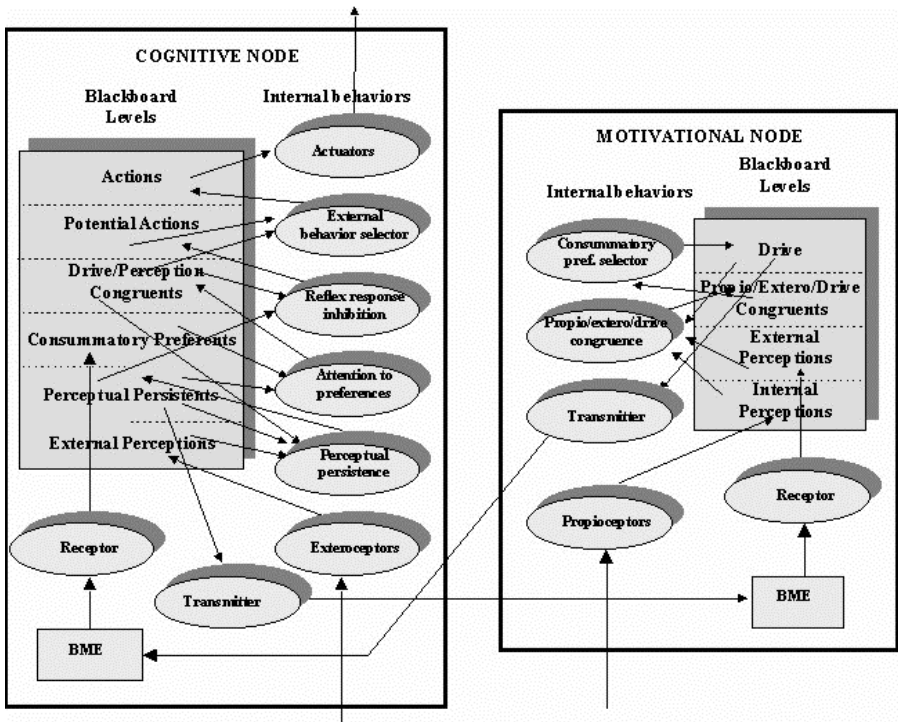 COGNITIVE NODE
Blackboard
Levels
Internal behaviors
Actions
Potential Actions
Drive/Perception
Congruents
Consummatory Preferents
Perceptual Persistents
External Perceptions
Actuators
External
behavior selector
Reflex response
inhibition
Attention to
preferences
Perceptual
persistence
Receptor
Exteroceptors
Transmitter
BME
MOTIVATIONAL NODE
Internal behaviors
Blackboard
Levels
Consummatory
pref. selector
Propio/extero/drive
congruence
Transmitter
Propioceptors
Drive
Propio/Extero/Drive
Congruents
External
Perceptions
Internal
Perceptions
Receptor
BME